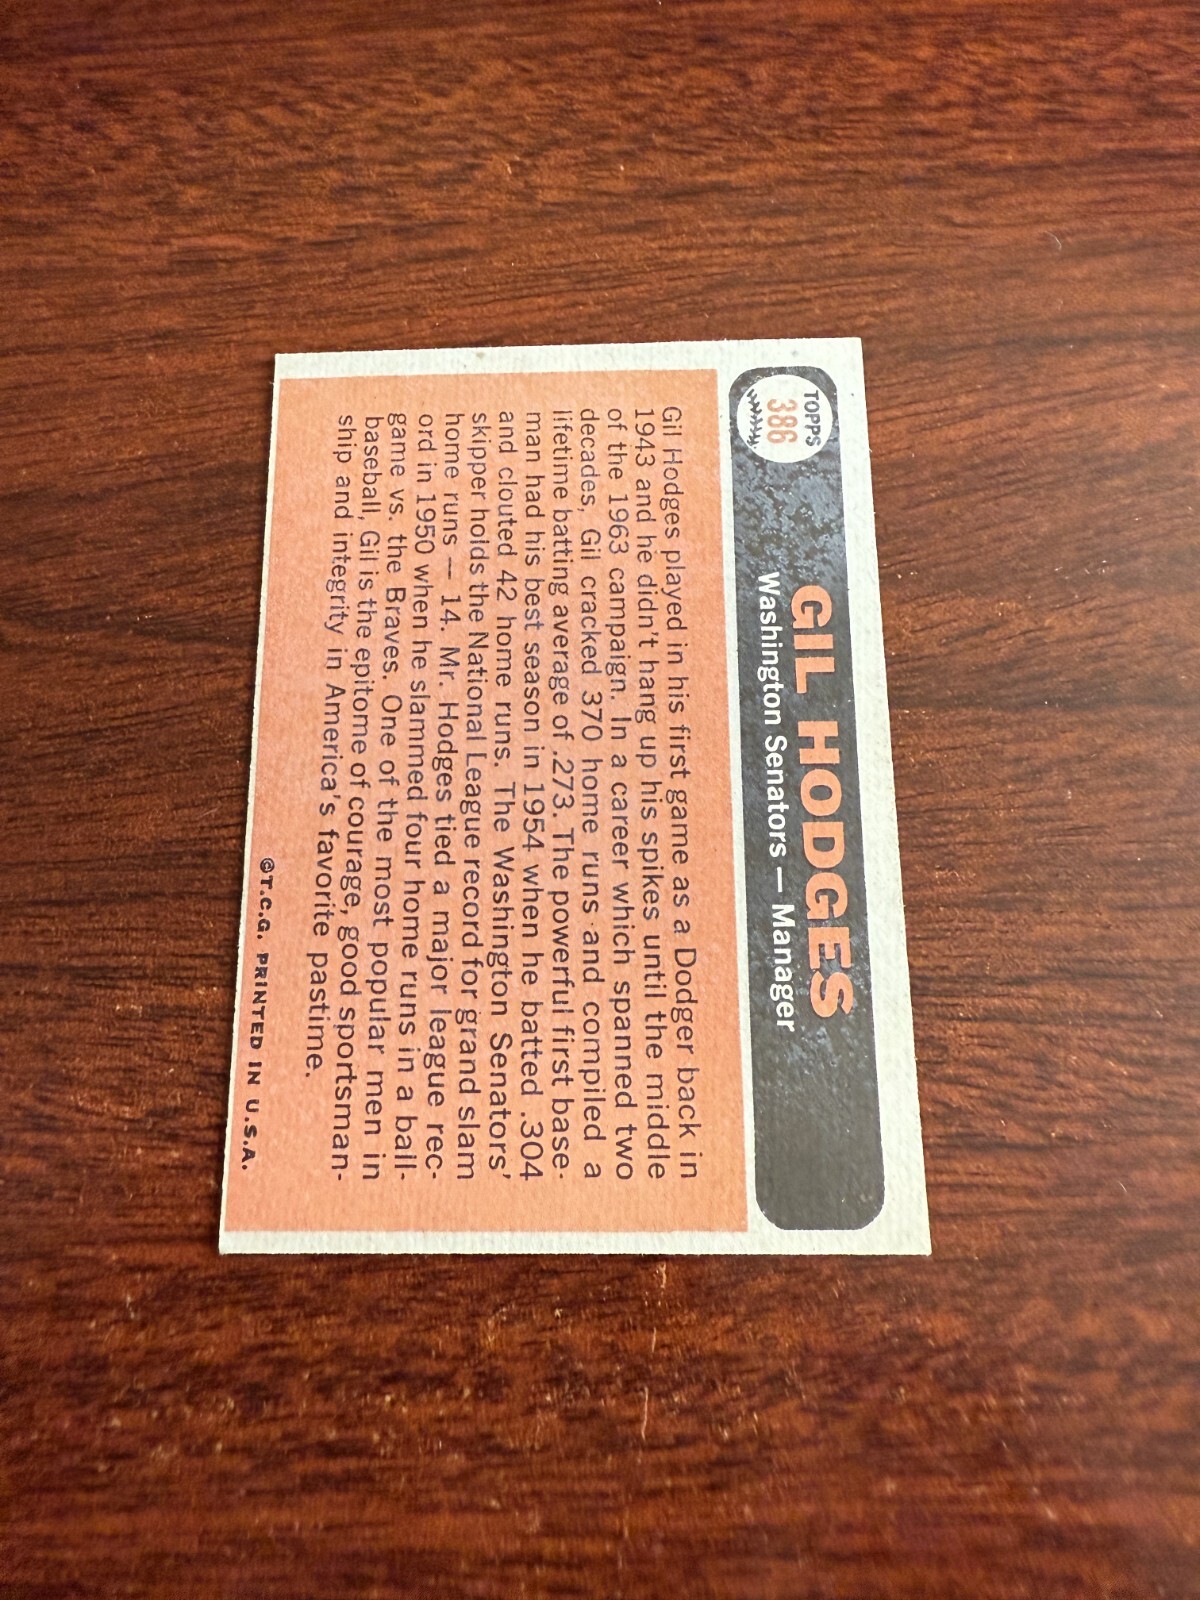 TOPPS
386
GIL HODGES
Washington Senators — Manager
Gil Hodges played in his first game as a Dodger back in
1943 and he didn't hang up his spikes until the middle
of the 1963 campaign. In a career which spanned two
decades, Gil cracked 370 home runs and compiled a
lifetime batting average of .273. The powerful first base-
man had his best season in 1954 when he batted .304
and clouted 42 home runs. The Washington Senators'
skipper holds the National League record for grand slam
home runs — 14. Mr. Hodges tied a major league rec-
ord in 1950 when he slammed four home runs in a ball-
game vs. the Braves. One of the most popular men in
baseball, Gil is the epitome of courage, good sportsman-
ship and integrity in America's favorite pastime.
©T.C.G. PRINTED IN U.S.A.